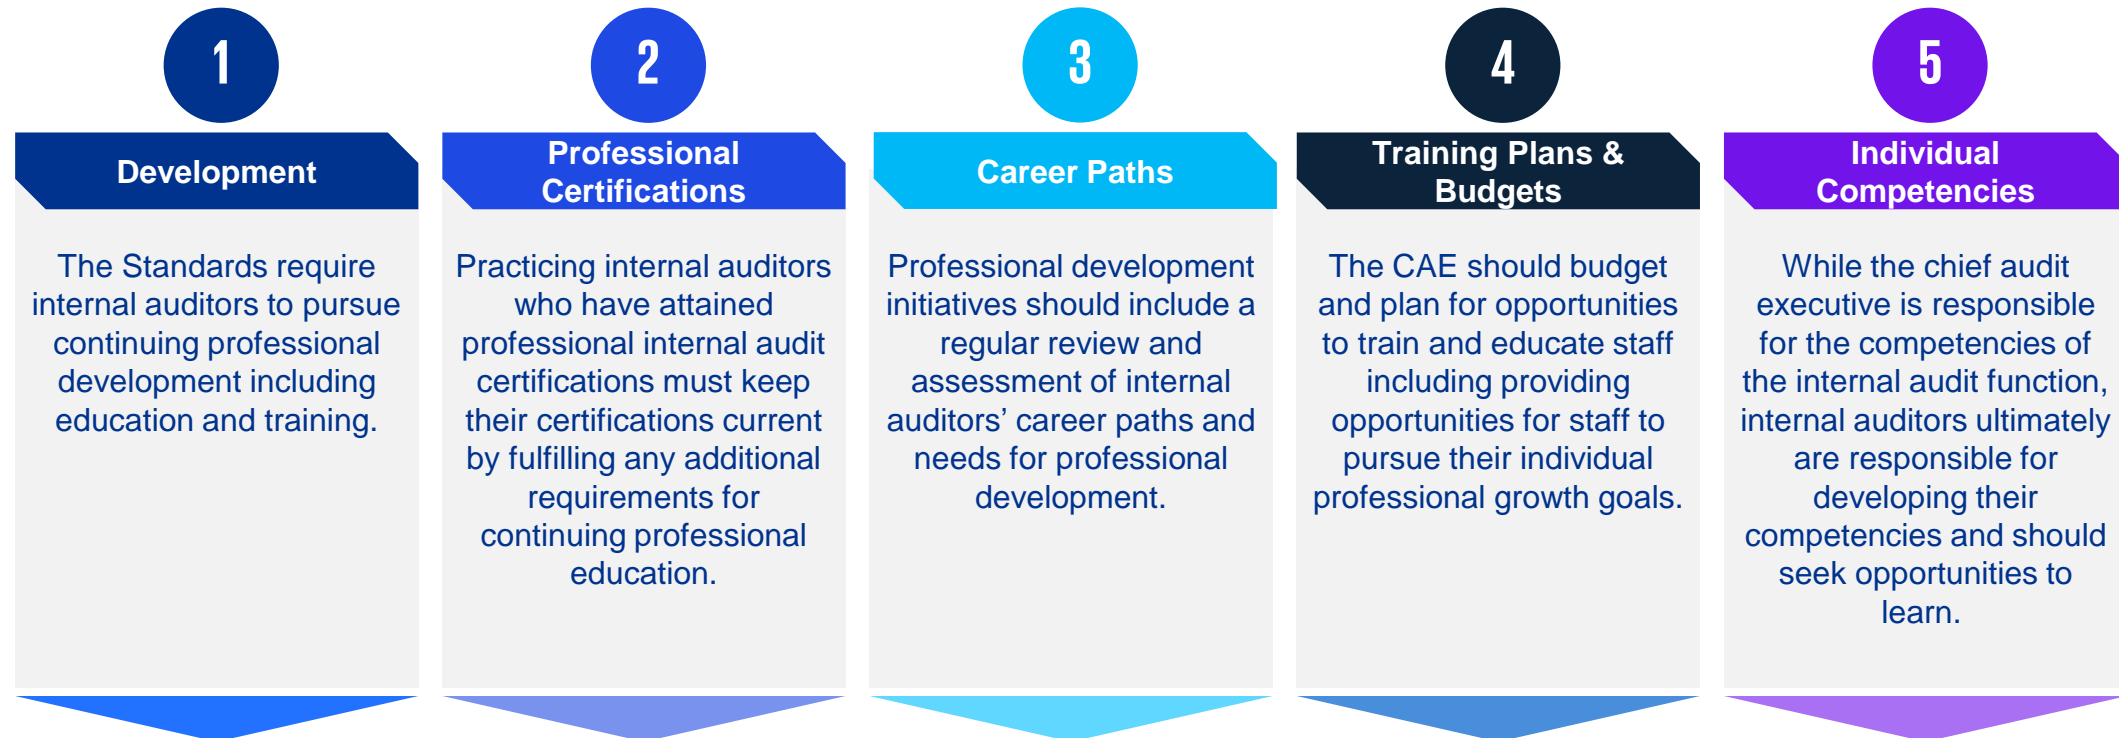 1
Development
The Standards require
internal auditors to pursue
continuing professional
development including
education and training.
2
Professional
Certifications
Practicing internal auditors
who have attained
professional internal audit
certifications must keep
their certifications current
by fulfilling any additional
requirements for
continuing professional
education.
3
Career Paths
Professional development
initiatives should include a
regular review and
assessment of internal
auditors’ career paths and
needs for professional
development.
4
Training Plans &
Budgets
The CAE should budget
and plan for opportunities
to train and educate staff
including providing
opportunities for staff to
pursue their individual
professional growth goals.
5
Individual
Competencies
While the chief audit
executive is responsible
for the competencies of
the internal audit function,
internal auditors ultimately
are responsible for
developing their
competencies and should
seek opportunities to
learn.